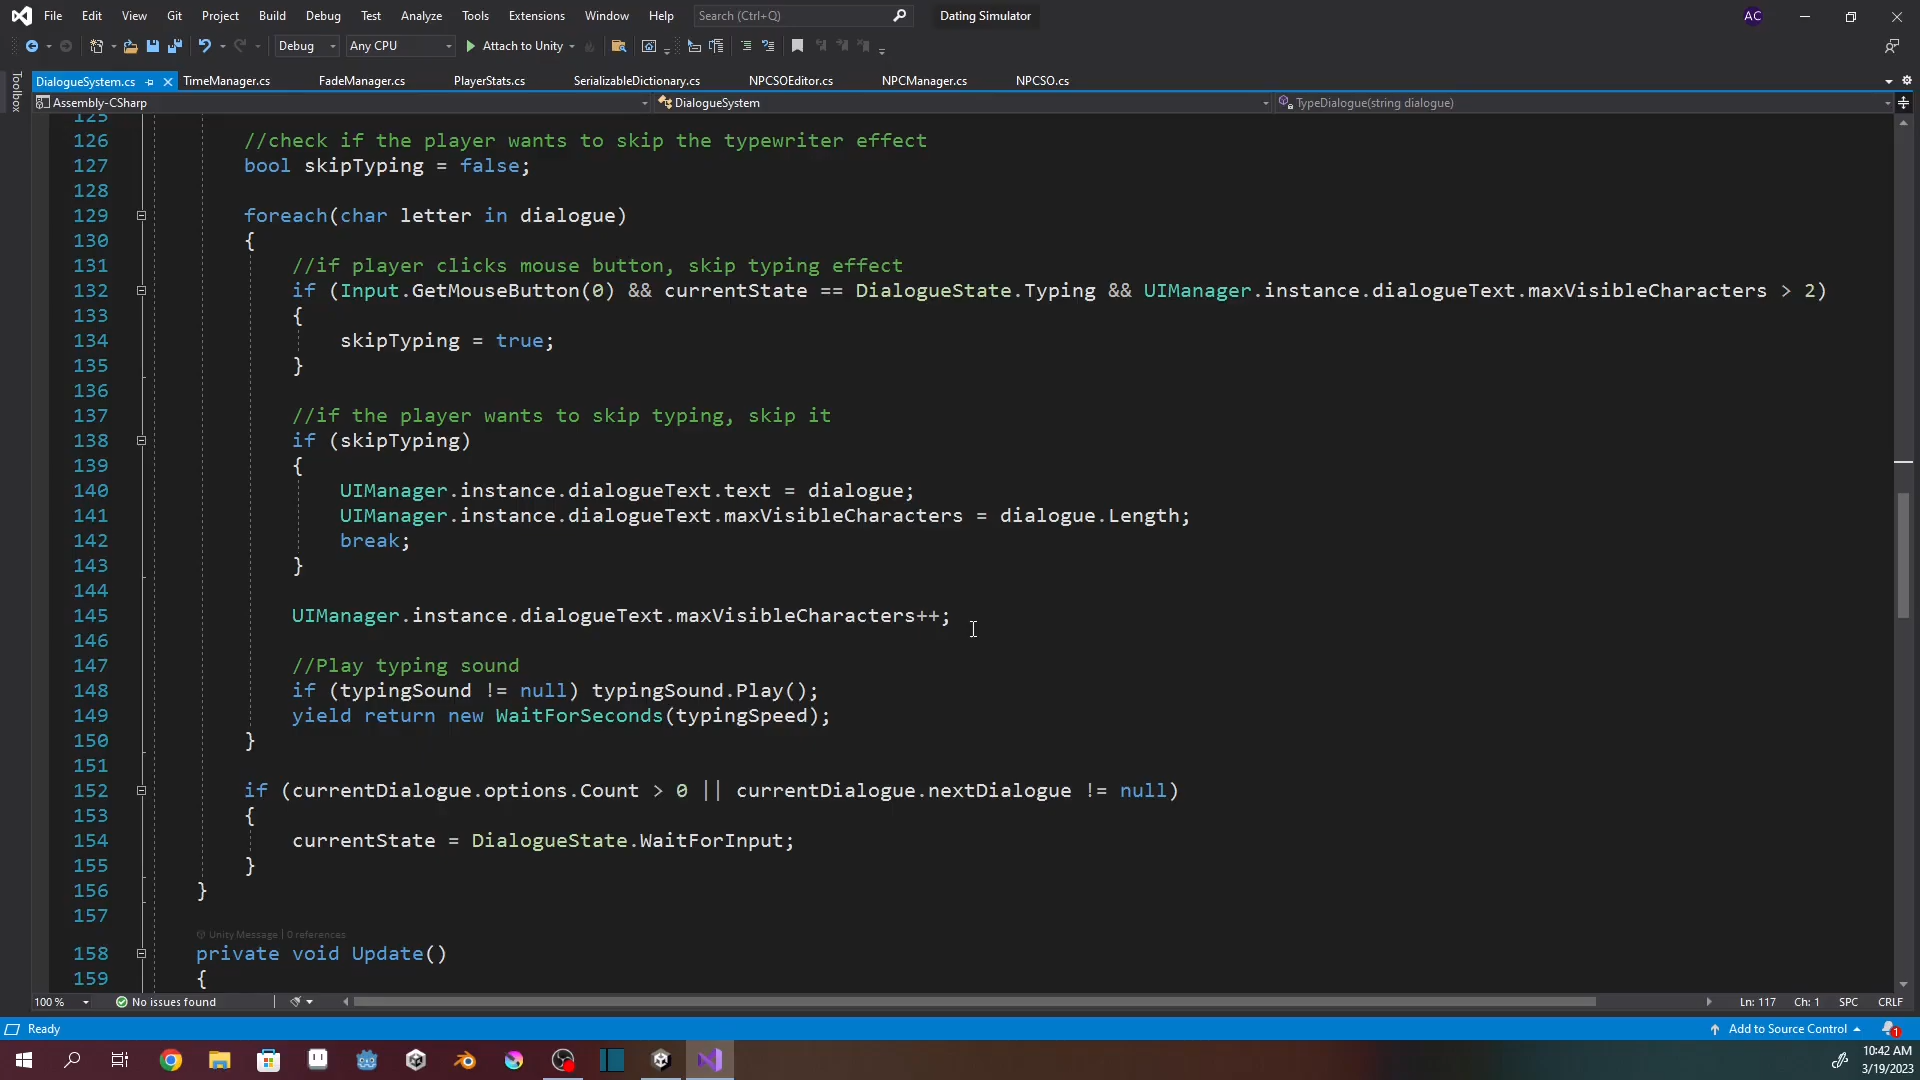 File Edit View Git Project Build Debug Test Analyze Tools Extensions Window Help Search (Ctrl+Q) Dating Simulator AC
Debug Any CPU Attach to Unity
Toolbox
DialogueSystem.cs TimeManager.cs FadeManager.cs PlayerStats.cs SerializableDictionary.cs NPCSOEditor.cs NPCManager.cs NPCSO.cs
Assembly-CSharp DialogueSystem TypeDialogue(string dialogue)
125
126 //check if the player wants to skip the typewriter effect
127 bool skipTyping = false;
128
129 foreach(char letter in dialogue)
130 {
131 //if player clicks mouse button, skip typing effect
132 if (Input.GetMouseButton(0) && currentState == DialogueState.Typing && UIManager.instance.dialogueText.maxVisibleCharacters > 2)
133 {
134 skipTyping = true;
135 }
136
137 //if the player wants to skip typing, skip it
138 if (skipTyping)
139 {
140 UIManager.instance.dialogueText.text = dialogue;
141 UIManager.instance.dialogueText.maxVisibleCharacters = dialogue.Length;
142 break;
143 }
144
145 UIManager.instance.dialogueText.maxVisibleCharacters++;
146
147 //Play typing sound
148 if (typingSound != null) typingSound.Play();
149 yield return new WaitForSeconds(typingSpeed);
150 }
151
152 if (currentDialogue.options.Count > 0 || currentDialogue.nextDialogue != null)
153 {
154 currentState = DialogueState.WaitForInput;
155 }
156 }
157
Unity Message | 0 references
158 private void Update()
159 {
100 % No issues found Ln: 117 Ch: 1 SPC CRLF
Ready Add to Source Control 1
10:42 AM
3/19/2023